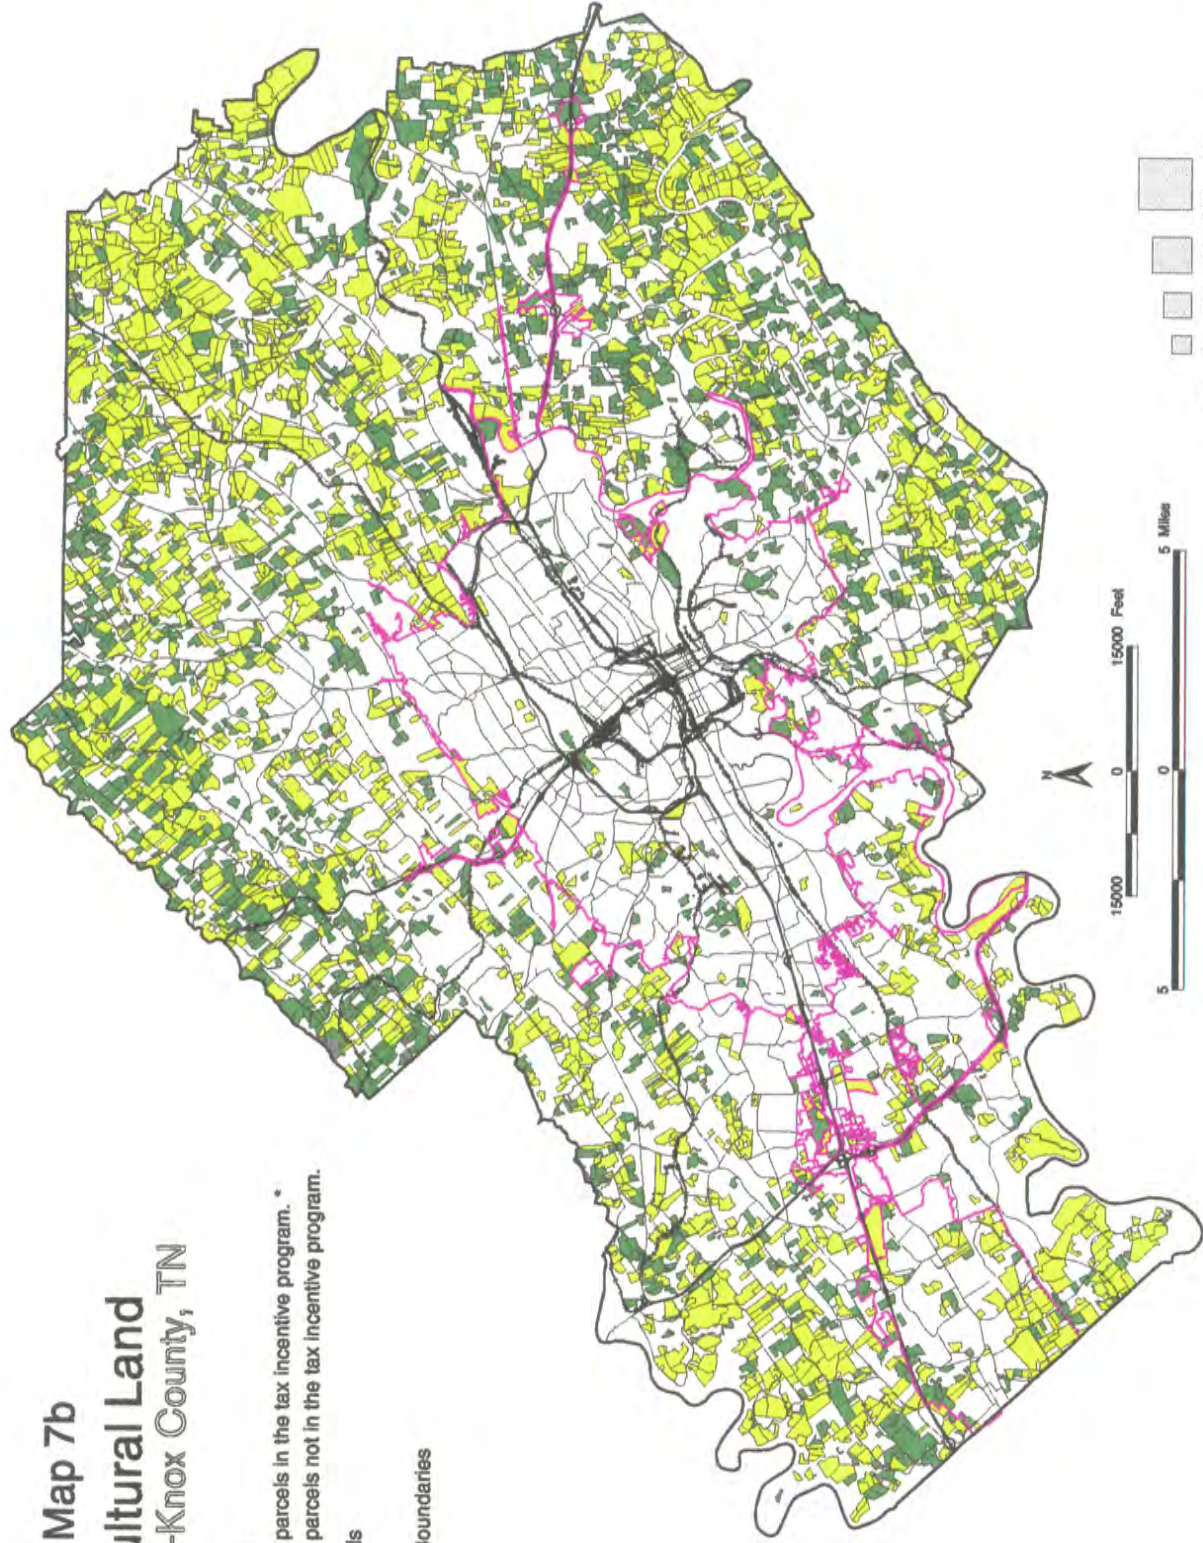 Map 7b
ultural Land
-Knox County, TN
parcels in the tax incentive program.*
parcels not in the tax incentive program.
ls
oundaries
N
15000 0 15000 Feet
5 0 5 Miles